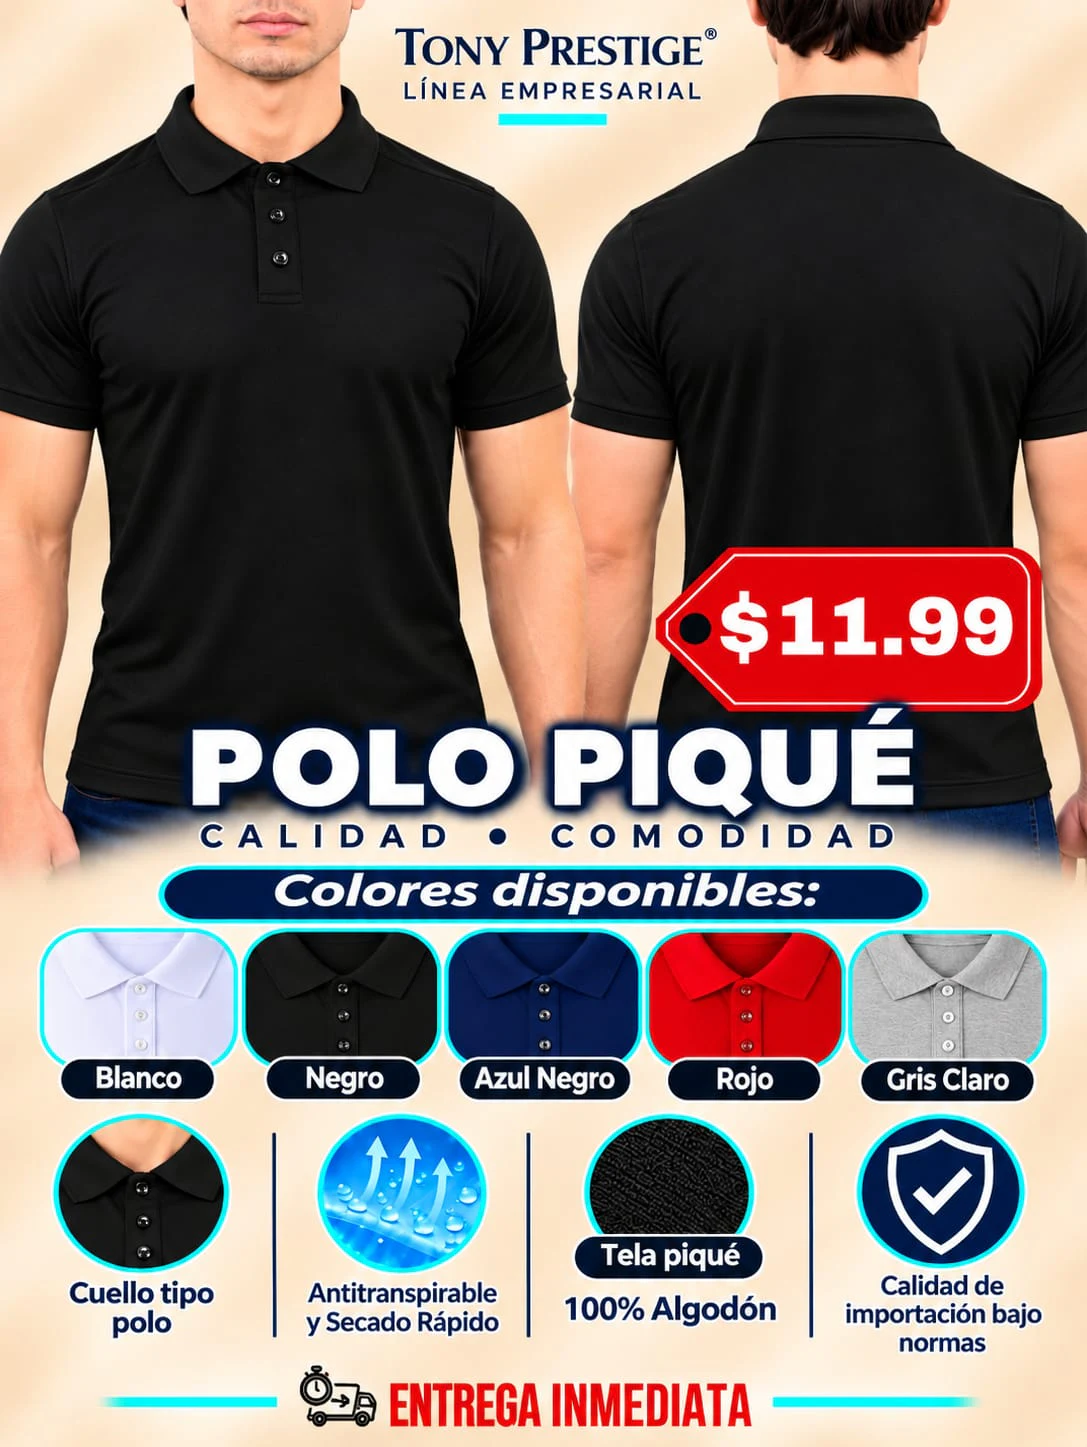 TONY PRESTIGE®
LÍNEA EMPRESARIAL
$11.99
POLO PIQUÉ
CALIDAD • COMODIDAD
Colores disponibles:
Blanco
Negro
Azul Negro
Rojo
Gris Claro
Cuello tipo
polo
Antitranspirable
y Secado Rápido
Tela piqué
100% Algodón
Calidad de
importación bajo
normas
ENTREGA INMEDIATA